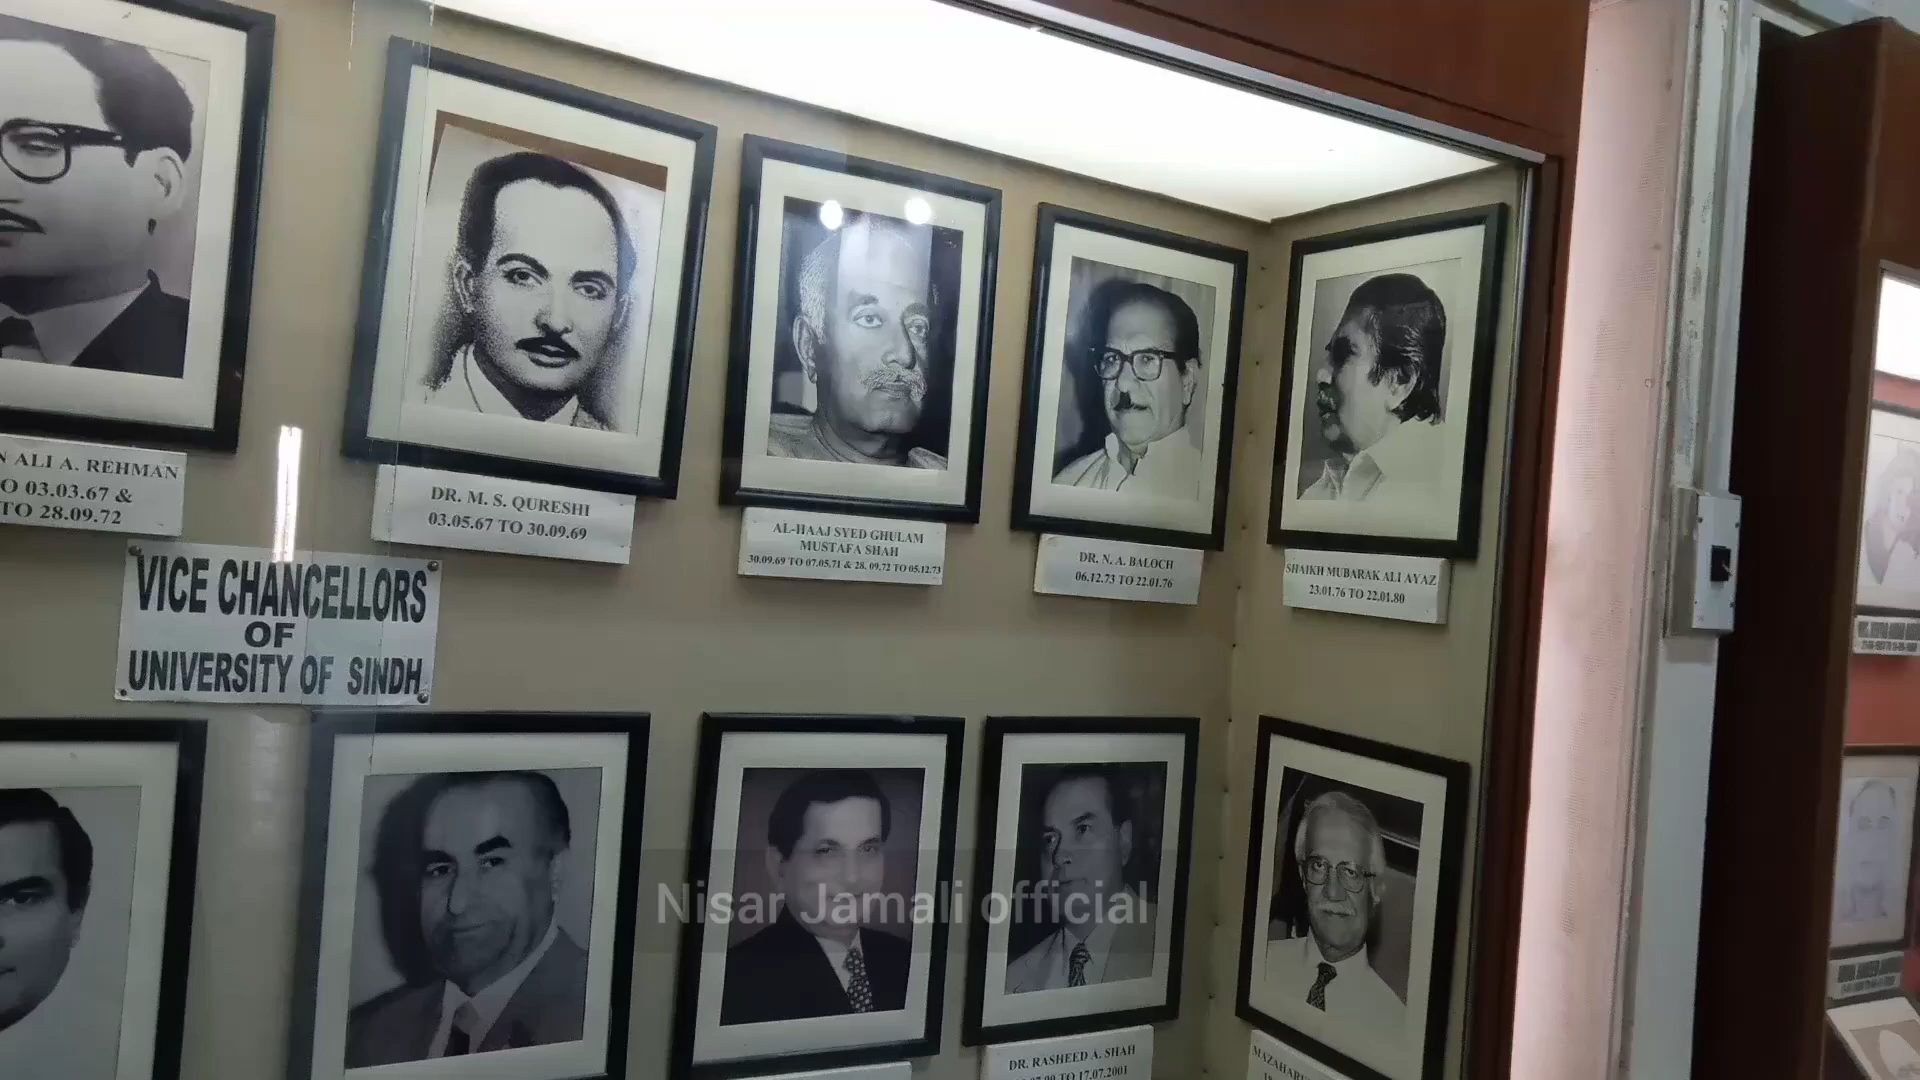 N ALI A. REHMAN
O 03.03.67 &
TO 28.09.72
DR. M. S. QURESHI
03.05.67 TO 30.09.69
AL-HAAJ SYED GHULAM
MUSTAFA SHAH
30.09.69 TO 07.05.71 & 28. 09.72 TO 05.12.73
DR. N. A. BALOCH
06.12.73 TO 22.01.76
SHAIKH MUBARAK ALI AYAZ
23.01.76 TO 22.01.80
VICE CHANCELLORS
OF
UNIVERSITY OF SINDH
Nisar Jamali official
DR. RASHEED A. SHAH
TO 17.07.2001